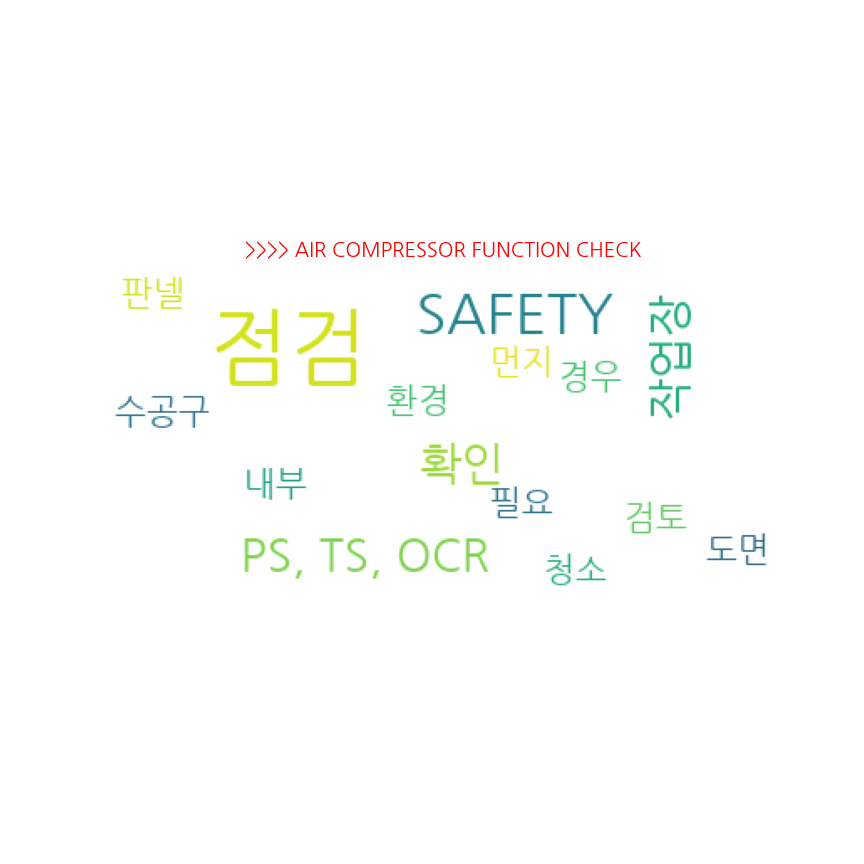 >>>> AIR COMPRESSOR FUNCTION CHECK
판넬
점검
SAFETY
작업장
먼지
경우
환경
수공구
확인
내부
필요
검토
PS, TS, OCR
청소
도면